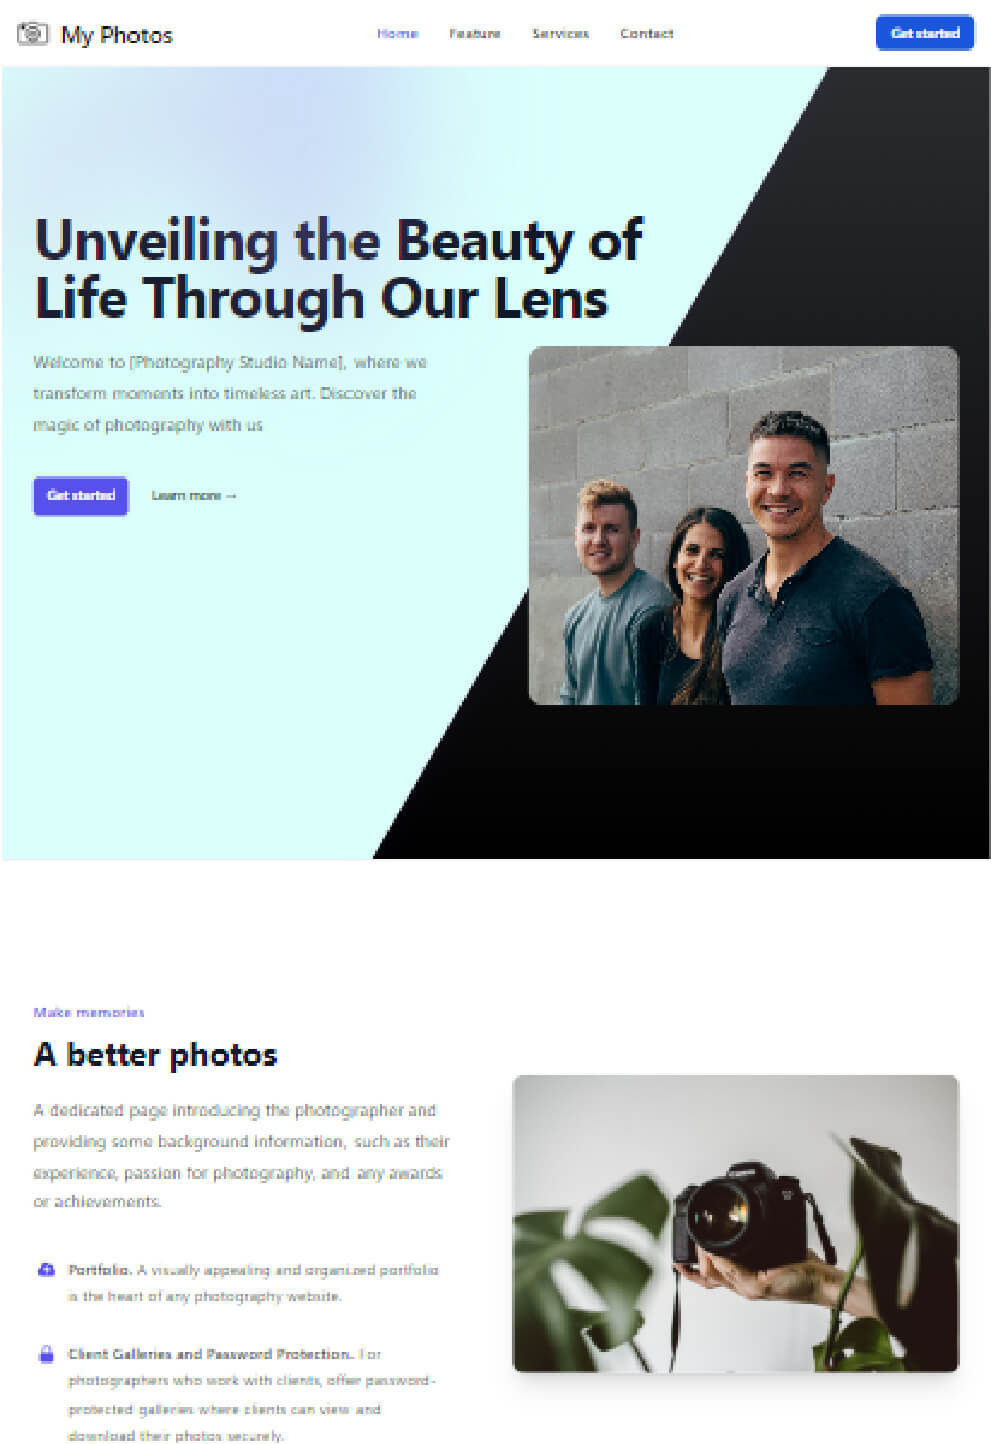 My Photos
Home
Feature
Services
Contact
Get started
Unveiling the Beauty of
Life Through Our Lens
Welcome to [Photography Studio Name], where we
transform moments into timeless art. Discover the
magic of photography with us
Get started
Learn more →
Make memories
A better photos
A dedicated page introducing the photographer and
providing some background information, such as their
experience, passion for photography, and any awards
or achievements.
Portfolio. A visually appealing and organized portfolio
is the heart of any photography website.
Client Galleries and Password Protection. For
photographers who work with clients, offer password-
protected galleries where clients can view and
download their photos securely.